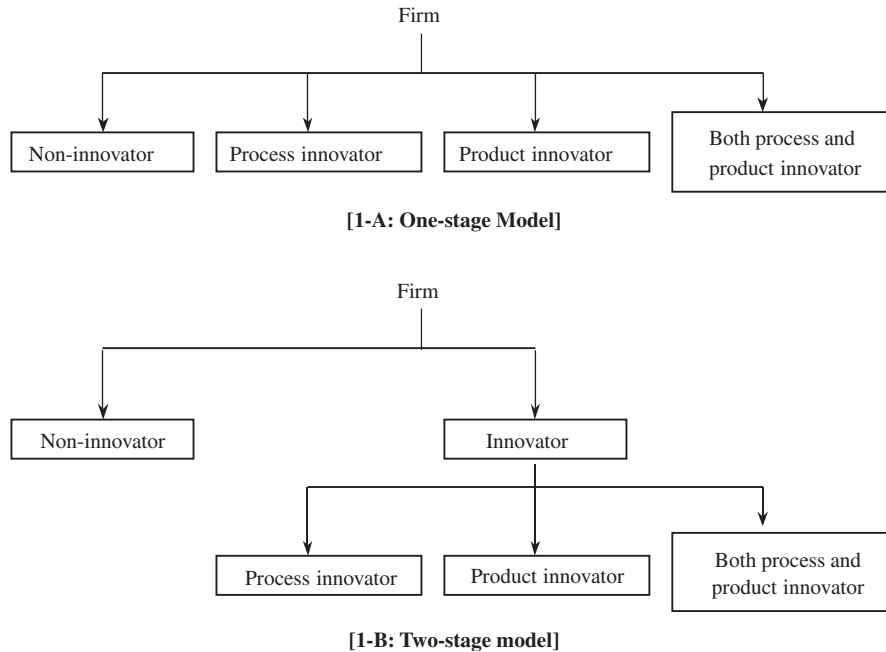 Firm
Non-innovator
Process innovator
Product innovator
Both process and
product innovator
[1-A: One-stage Model]
Firm
Non-innovator
Innovator
Process innovator
Product innovator
Both process and
product innovator
[1-B: Two-stage model]